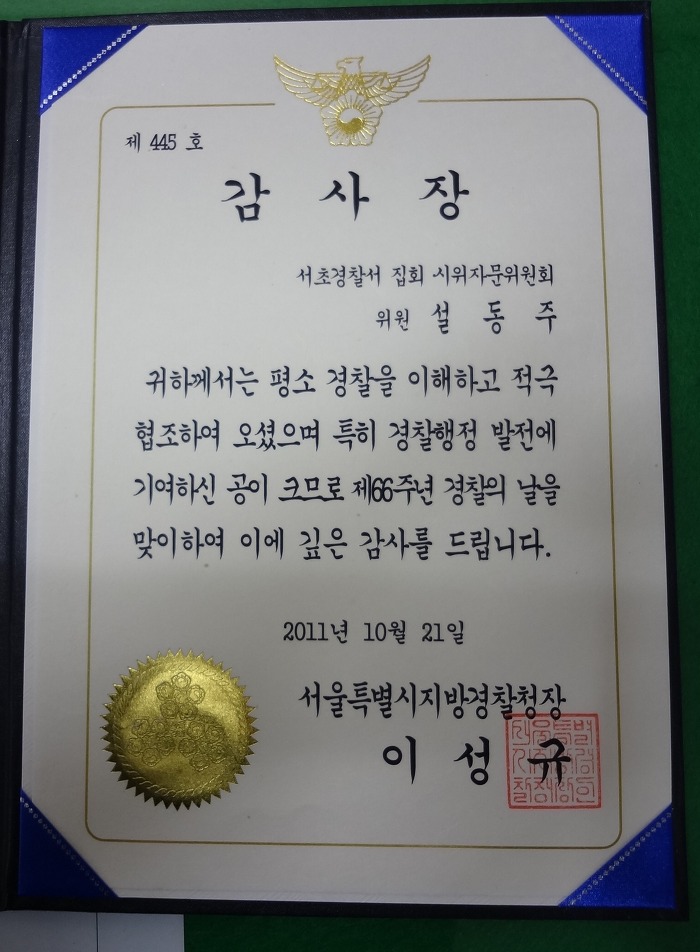 제 445 호
감 사 장
서초경찰서 집회 시위자문위원회
위원 설 동 주
귀하께서는 평소 경찰을 이해하고 적극
협조하여 오셨으며 특히 경찰행정 발전에
기여하신 공이 크므로 제66주년 경찰의 날을
맞이하여 이에 깊은 감사를 드립니다.
2011년 10월 21일
서울특별시지방경찰청장
이 성 규